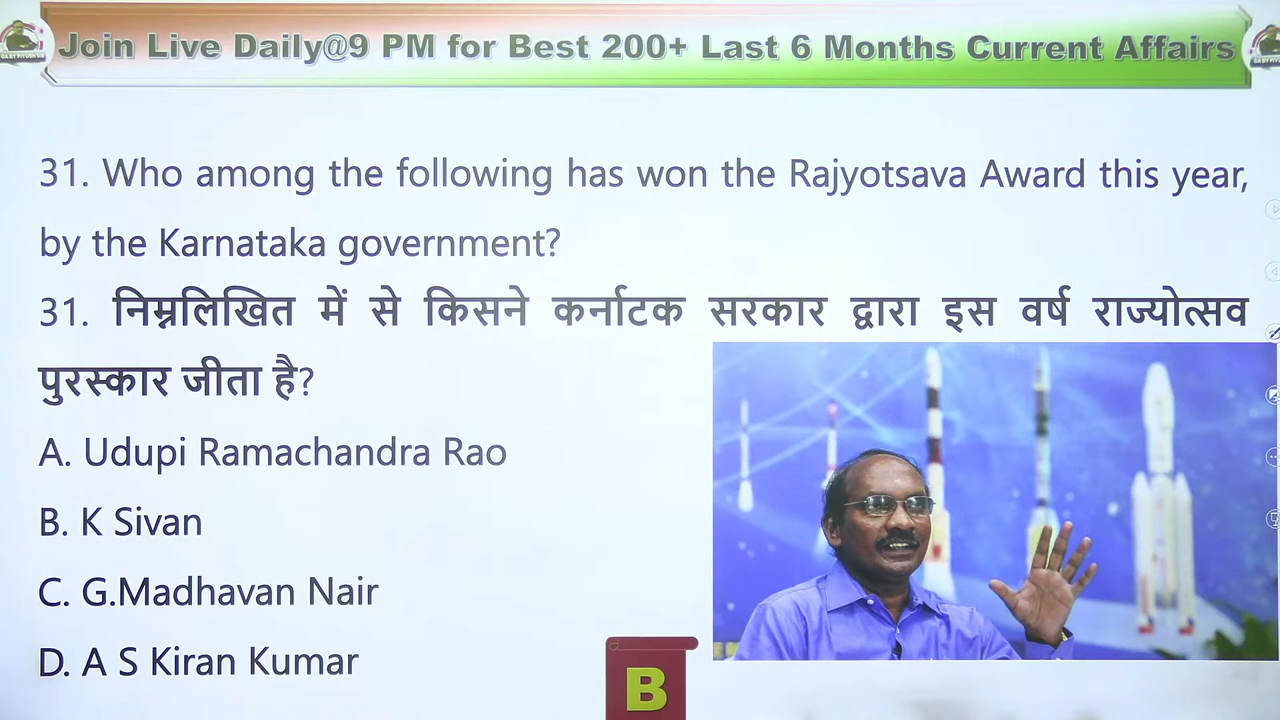 Join Live Daily@9 PM for Best 200+ Last 6 Months Current Affairs
31. Who among the following has won the Rajyotsava Award this year,
by the Karnataka government?
31. निम्नलिखित में से किसने कर्नाटक सरकार द्वारा इस वर्ष राज्योत्सव
पुरस्कार जीता है?
A. Udupi Ramachandra Rao
B. K Sivan
C. G.Madhavan Nair
D. A S Kiran Kumar
B